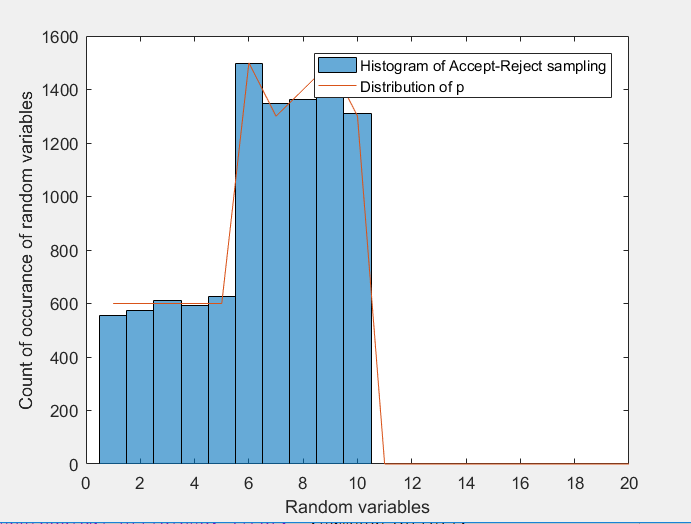 1600
1400
1200
1000
800
600
400
200
0
Count of occurance of random variables
Histogram of Accept-Reject sampling
Distribution of p
0 2 4 6 8 10 12 14 16 18 20
Random variables